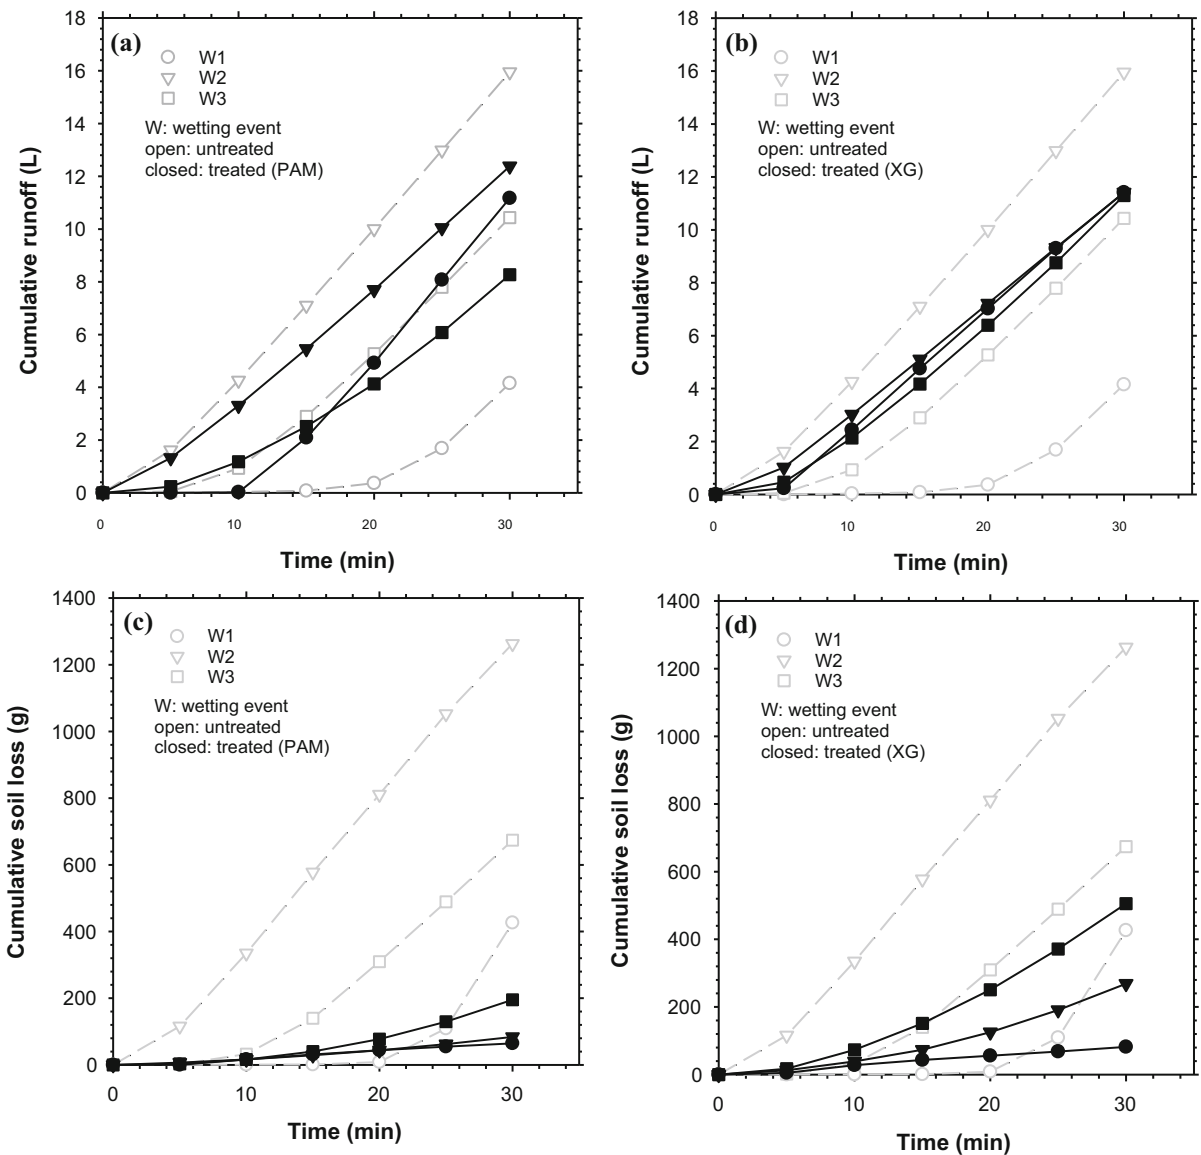 (a)
W1
W2
W3
W: wetting event
open: untreated
closed: treated (PAM)
Cumulative runoff (L)
18
16
14
12
10
8
6
4
2
0
0
10
20
30
Time (min)
(b)
W1
W2
W3
W: wetting event
open: untreated
closed: treated (XG)
Cumulative runoff (L)
18
16
14
12
10
8
6
4
2
0
0
10
20
30
Time (min)
(c)
W1
W2
W3
W: wetting event
open: untreated
closed: treated (PAM)
Cumulative soil loss (g)
1400
1200
1000
800
600
400
200
0
0
10
20
30
Time (min)
(d)
W1
W2
W3
W: wetting event
open: untreated
closed: treated (XG)
Cumulative soil loss (g)
1400
1200
1000
800
600
400
200
0
0
10
20
30
Time (min)